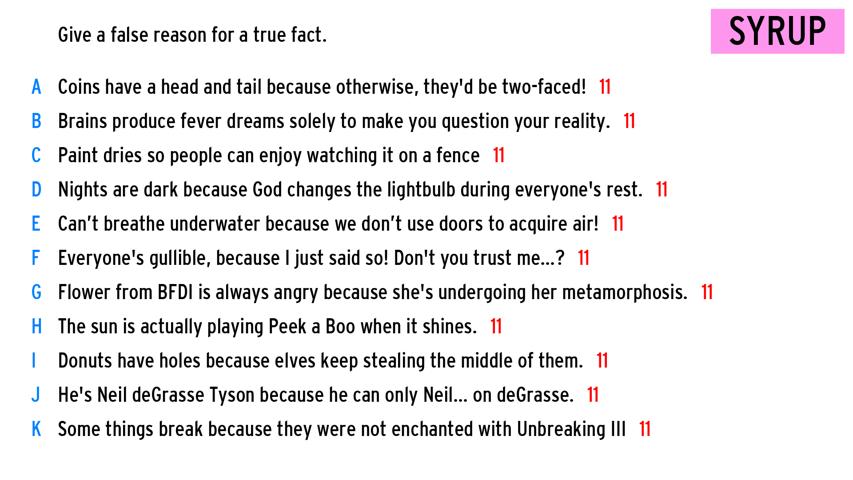 Give a false reason for a true fact.
SYRUP
A Coins have a head and tail because otherwise, they'd be two-faced! 11
B Brains produce fever dreams solely to make you question your reality. 11
C Paint dries so people can enjoy watching it on a fence 11
D Nights are dark because God changes the lightbulb during everyone's rest. 11
E Can’t breathe underwater because we don’t use doors to acquire air! 11
F Everyone's gullible, because I just said so! Don't you trust me...? 11
G Flower from BFDI is always angry because she's undergoing her metamorphosis. 11
H The sun is actually playing Peek a Boo when it shines. 11
I Donuts have holes because elves keep stealing the middle of them. 11
J He's Neil deGrasse Tyson because he can only Neil... on deGrasse. 11
K Some things break because they were not enchanted with Unbreaking III 11